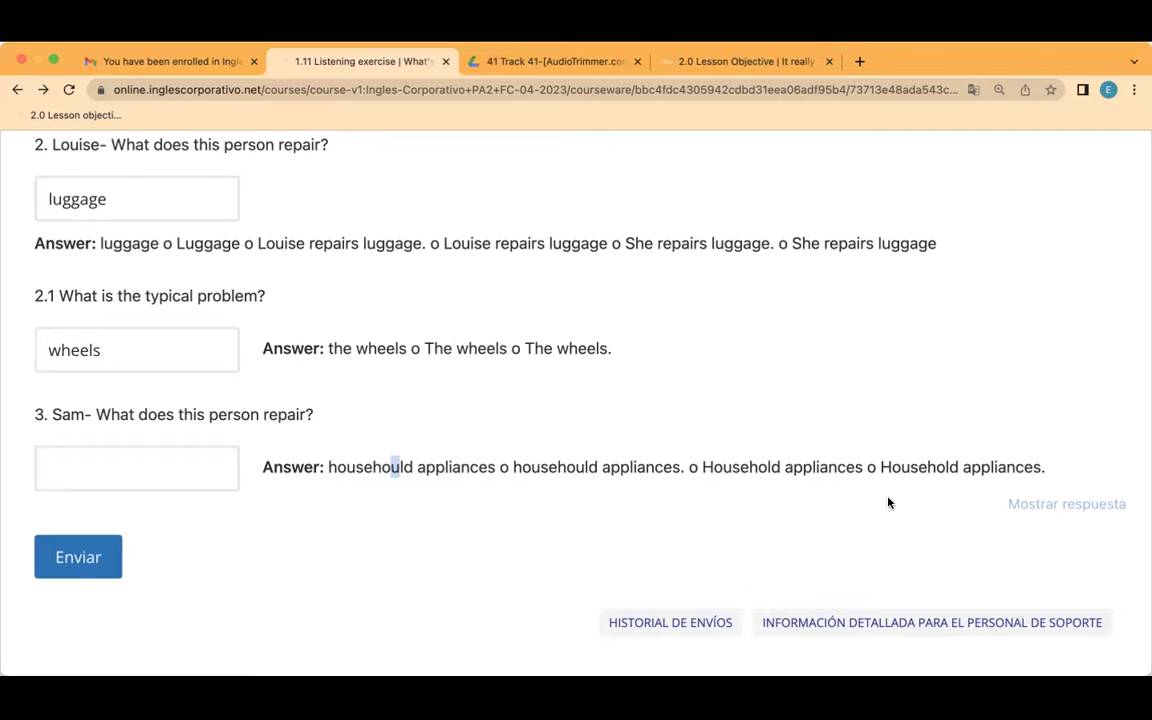 You have been enrolled in Ingl
1.11 Listening exercise | What's
41 Track 41-[AudioTrimmer.co
2.0 Lesson Objective | It really
online.inglescorporativo.net/courses/course-v1:Ingles-Corporativo+PA2+FC-04-2023/courseware/bbc4fdc4305942cdbd31eea06adf95b4/73713e48ada543c...
E
2.0 Lesson objecti...
2. Louise- What does this person repair?
luggage
Answer: luggage o Luggage o Louise repairs luggage. o Louise repairs luggage o She repairs luggage. o She repairs luggage
2.1 What is the typical problem?
wheels
Answer: the wheels o The wheels o The wheels.
3. Sam- What does this person repair?
Answer: househould appliances o househould appliances. o Household appliances o Household appliances.
Mostrar respuesta
Enviar
HISTORIAL DE ENVÍOS
INFORMACIÓN DETALLADA PARA EL PERSONAL DE SOPORTE